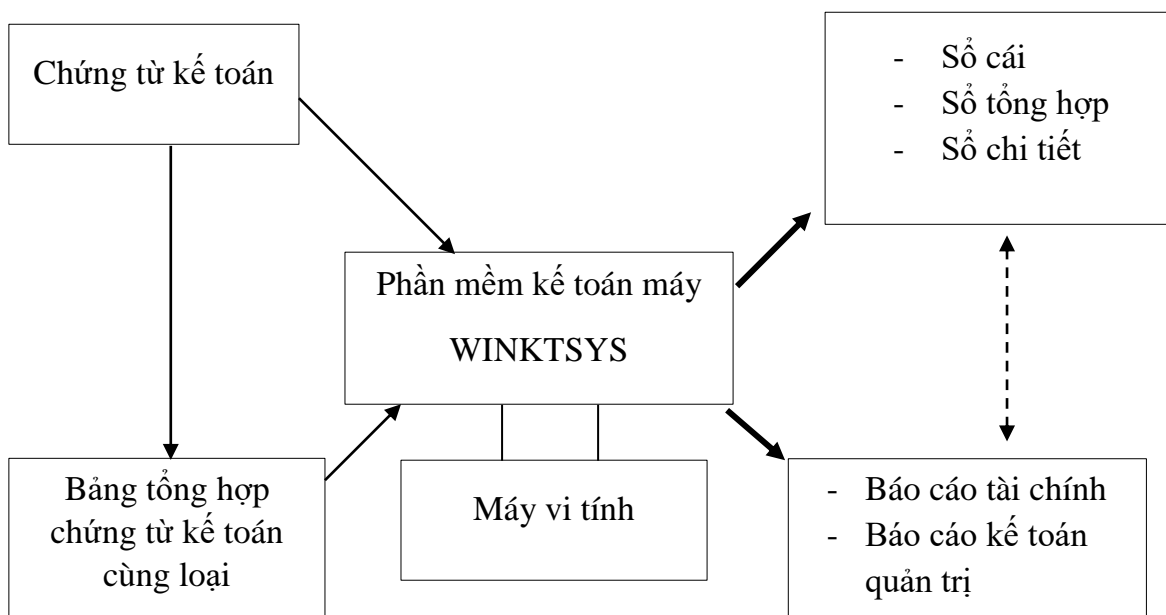 Chứng từ kế toán
- Sổ cái
- Sổ tổng hợp
- Sổ chi tiết
Phần mềm kế toán máy
WINKTSYS
Bảng tổng hợp
chứng từ kế toán
cùng loại
Máy vi tính
- Báo cáo tài chính
- Báo cáo kế toán
quản trị